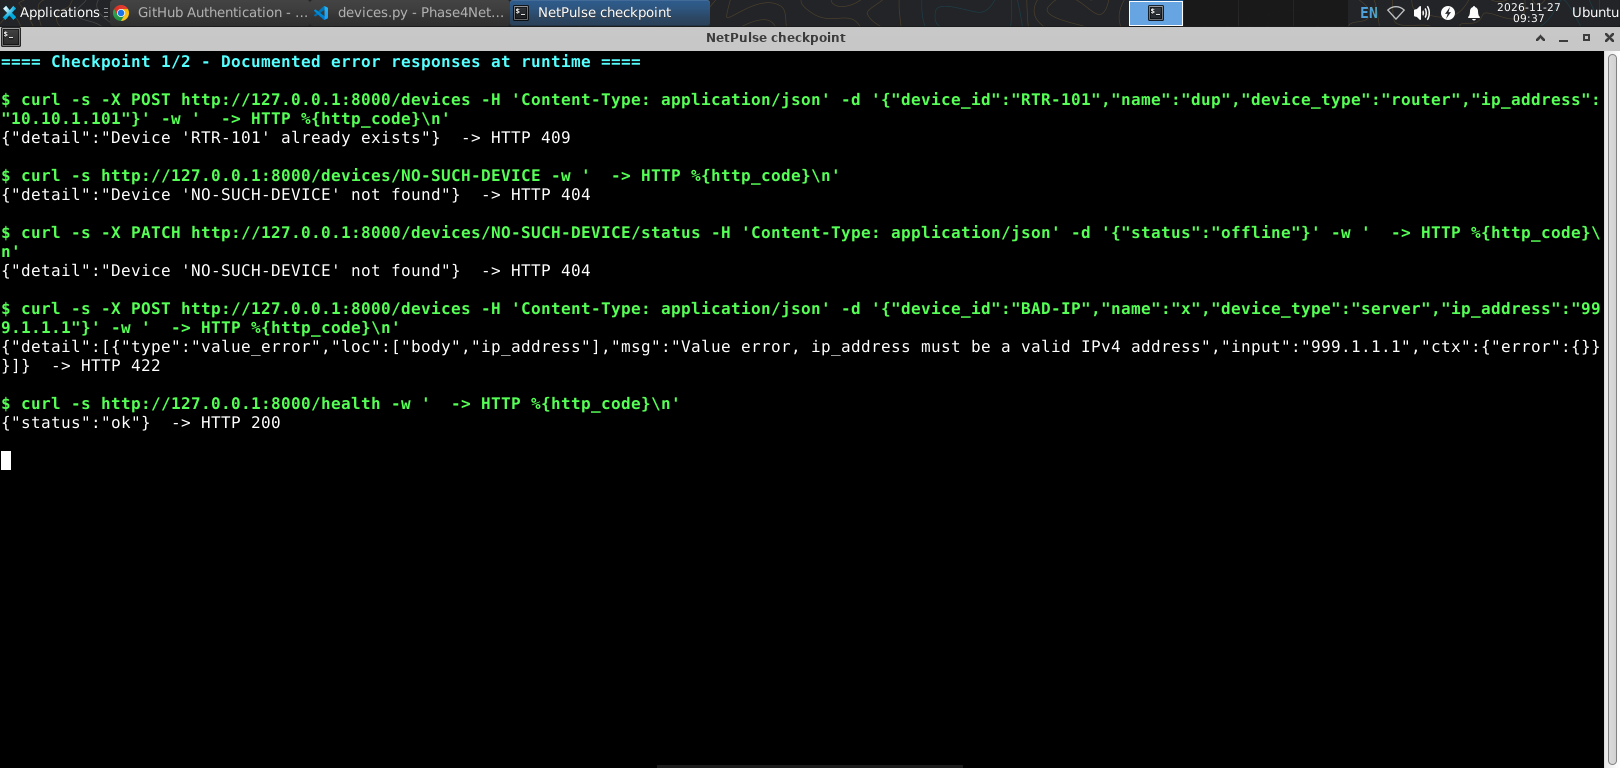 Applications
GitHub Authentication - ...
devices.py - Phase4Net...
NetPulse checkpoint
EN
2026-11-27
09:37
Ubuntu
NetPulse checkpoint
==== Checkpoint 1/2 - Documented error responses at runtime ====
$ curl -s -X POST http://127.0.0.1:8000/devices -H 'Content-Type: application/json' -d '{"device_id":"RTR-101","name":"dup","device_type":"router","ip_address":
"10.10.1.101"}' -w '  -> HTTP %{http_code}\n'
{"detail":"Device 'RTR-101' already exists"}  -> HTTP 409
$ curl -s http://127.0.0.1:8000/devices/NO-SUCH-DEVICE -w '  -> HTTP %{http_code}\n'
{"detail":"Device 'NO-SUCH-DEVICE' not found"}  -> HTTP 404
$ curl -s -X PATCH http://127.0.0.1:8000/devices/NO-SUCH-DEVICE/status -H 'Content-Type: application/json' -d '{"status":"offline"}' -w '  -> HTTP %{http_code}\
n'
{"detail":"Device 'NO-SUCH-DEVICE' not found"}  -> HTTP 404
$ curl -s -X POST http://127.0.0.1:8000/devices -H 'Content-Type: application/json' -d '{"device_id":"BAD-IP","name":"x","device_type":"server","ip_address":"99
9.1.1.1"}' -w '  -> HTTP %{http_code}\n'
{"detail":[{"type":"value_error","loc":["body","ip_address"],"msg":"Value error, ip_address must be a valid IPv4 address","input":"999.1.1.1","ctx":{"error":{}}
}]}  -> HTTP 422
$ curl -s http://127.0.0.1:8000/health -w '  -> HTTP %{http_code}\n'
{"status":"ok"}  -> HTTP 200